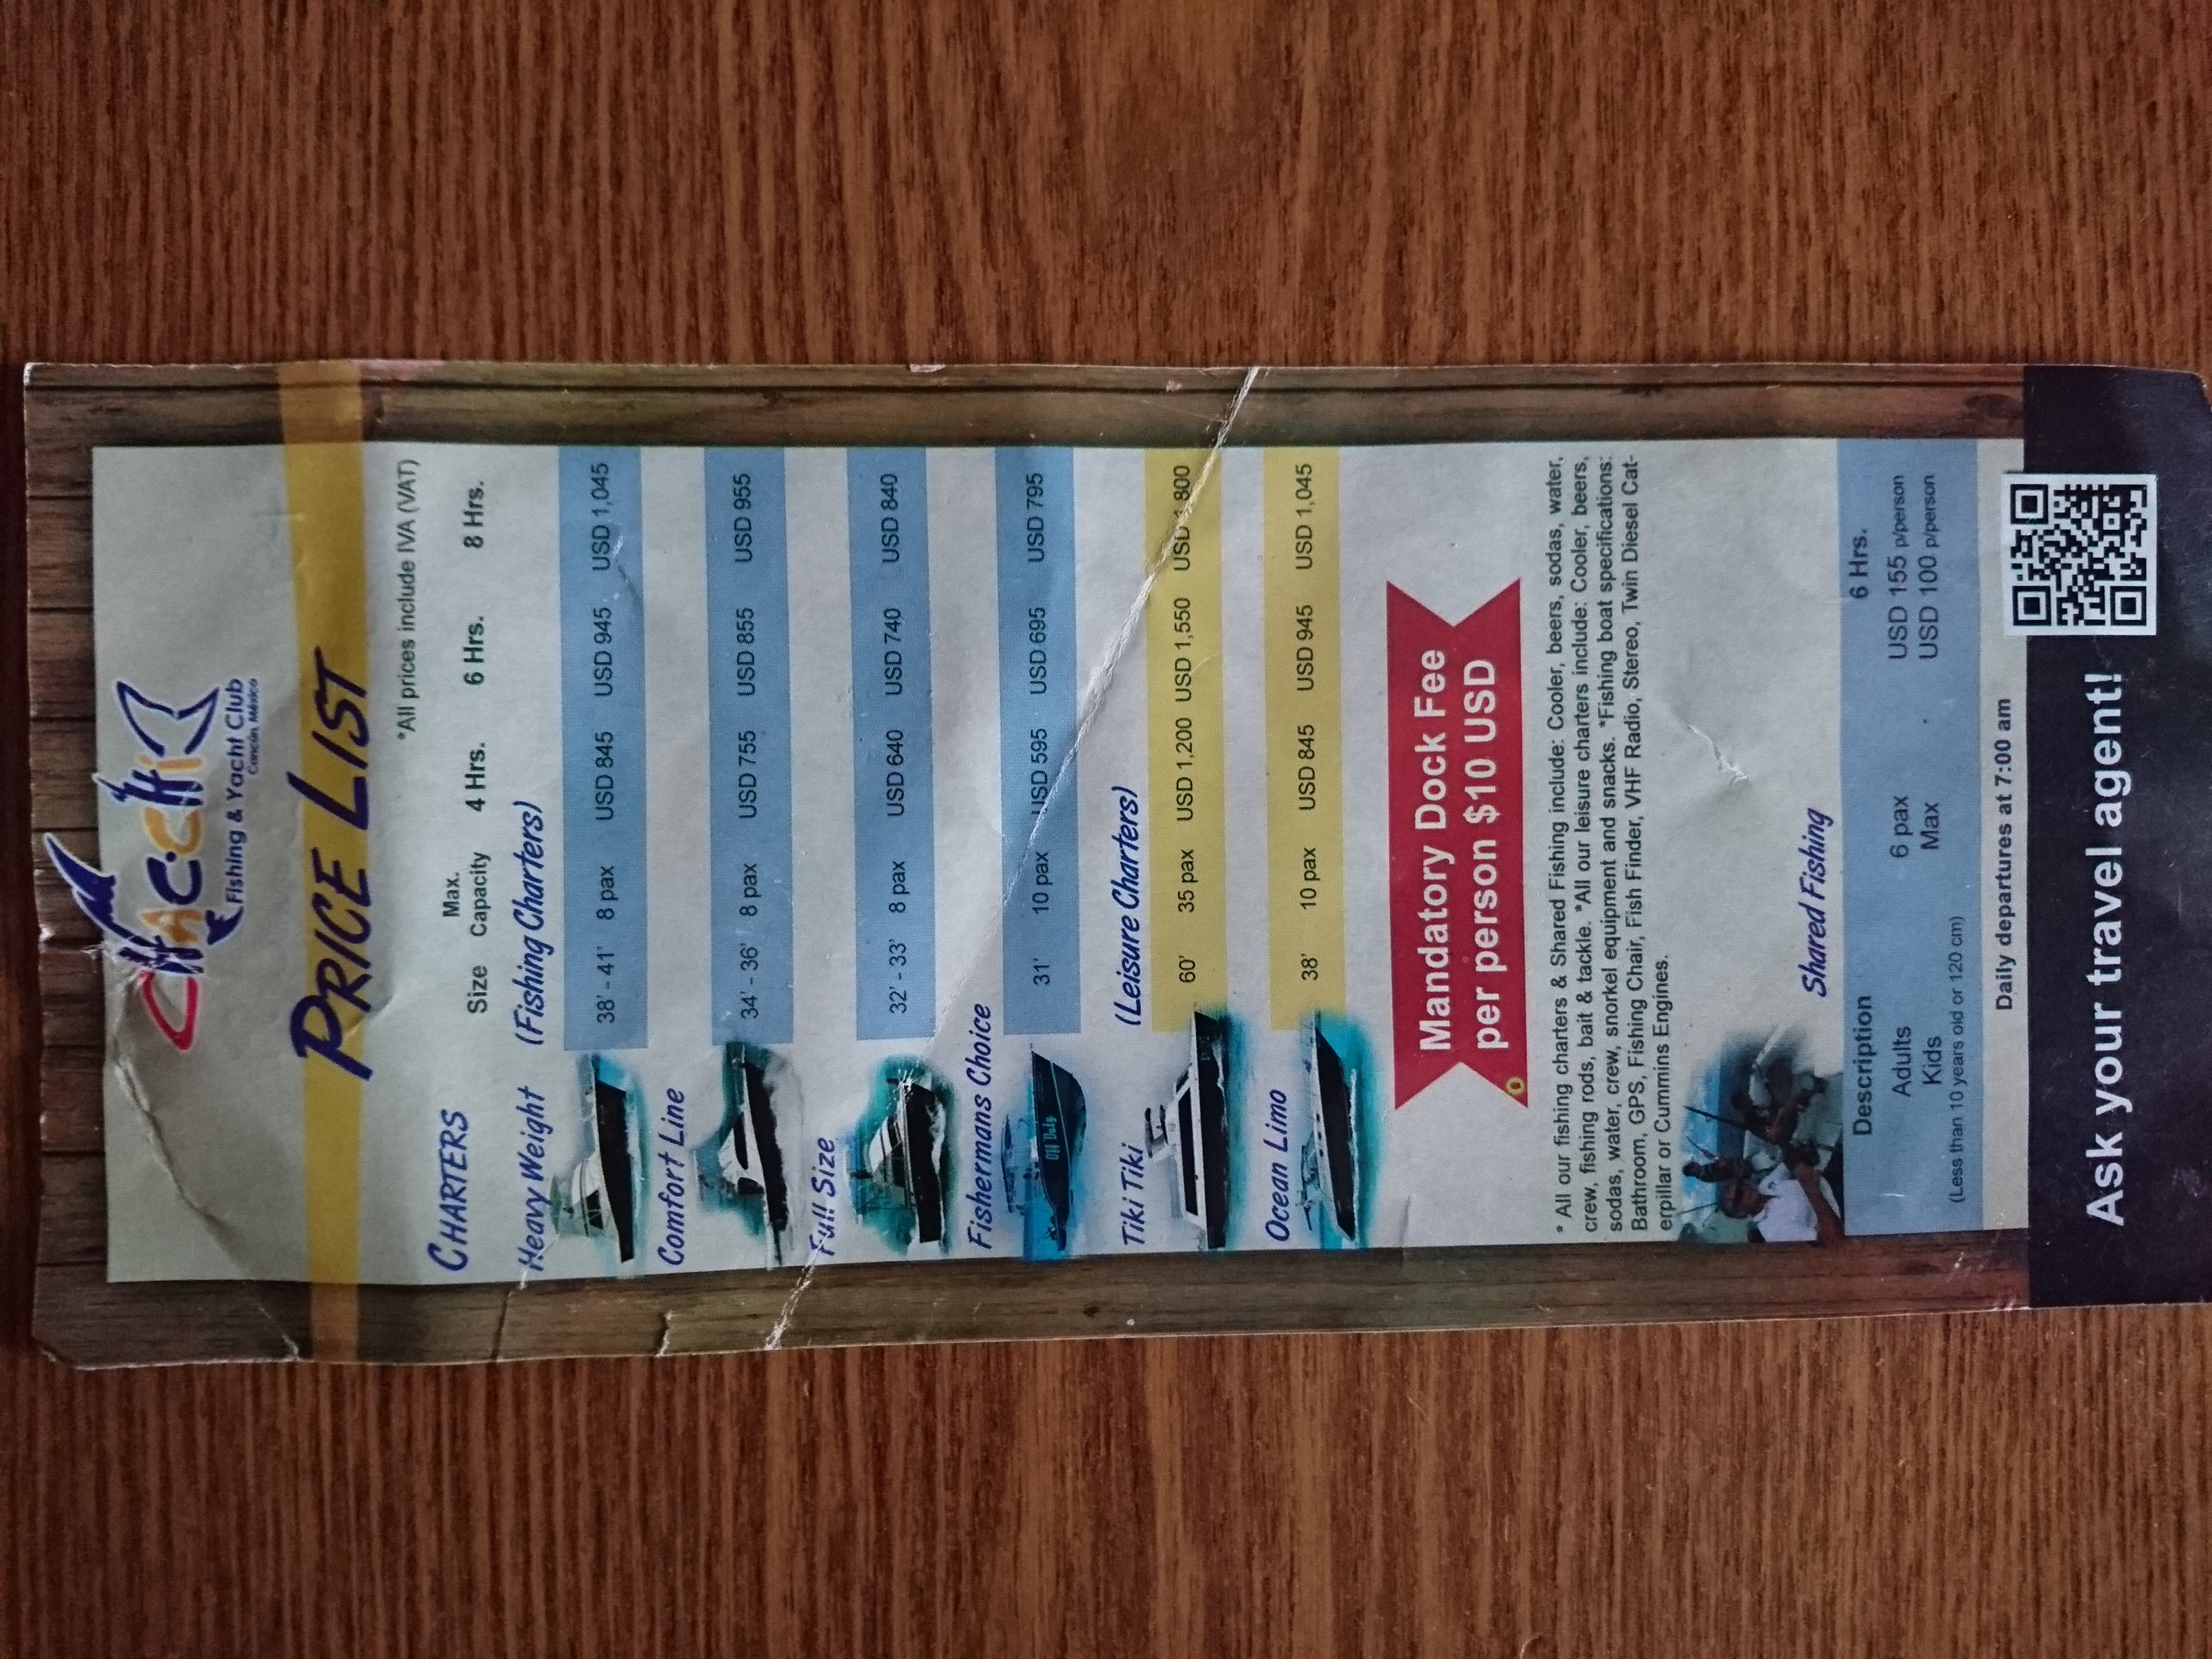 CHAC-CHI
Fishing & Yacht Club
Cancún, México
PRICE LIST
*All prices include IVA (VAT)
CHARTERS
Size Max. Capacity 4 Hrs. 6 Hrs. 8 Hrs.
Heavy Weight (Fishing Charters)
38' - 41' 8 pax USD 845 USD 945 USD 1,045
Comfort Line
34' - 36' 8 pax USD 755 USD 855 USD 955
Full Size
32' - 33' 8 pax USD 640 USD 740 USD 840
Fishermans Choice
31' 10 pax USD 595 USD 695 USD 795
Tiki Tiki (Leisure Charters)
60' 35 pax USD 1,200 USD 1,550 USD 1,800
Ocean Limo
38' 10 pax USD 845 USD 945 USD 1,045
Mandatory Dock Fee
per person $10 USD
* All our fishing charters & Shared Fishing include: Cooler, beers, sodas, water,
crew, fishing rods, bait & tackle. *All our leisure charters include: Cooler, beers,
sodas, water, crew, snorkel equipment and snacks. *Fishing boat specifications:
Bathroom, GPS, Fishing Chair, Fish Finder, VHF Radio, Stereo, Twin Diesel Cat-
erpillar or Cummins Engines.
Shared Fishing
Description 6 Hrs.
Adults 6 pax USD 155 p/person
Kids Max USD 100 p/person
(Less than 10 years old or 120 cm)
Daily departures at 7:00 am
Ask your travel agent!